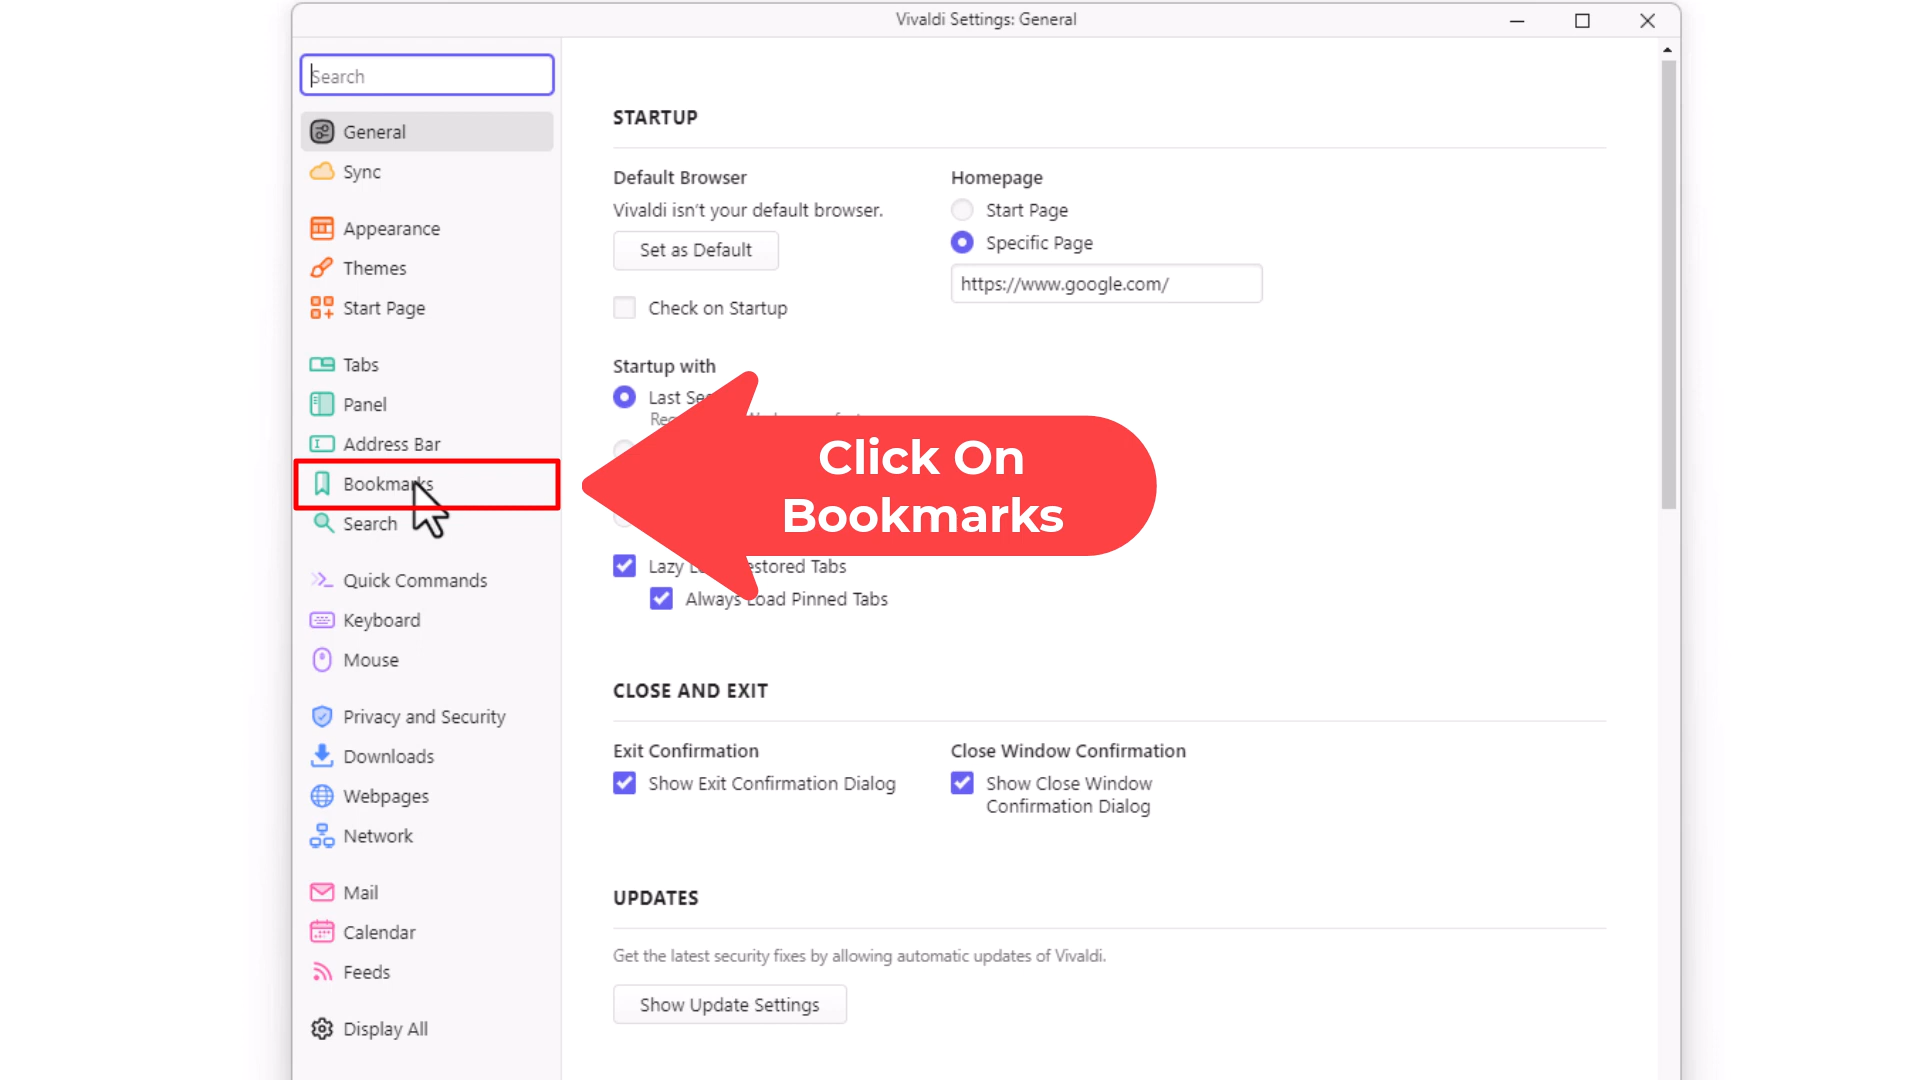 Vivaldi Settings: General
Search
General
Sync
Appearance
Themes
Start Page
Tabs
Panel
Address Bar
Bookmarks
Search
Quick Commands
Keyboard
Mouse
Privacy and Security
Downloads
Webpages
Network
Mail
Calendar
Feeds
Display All
STARTUP
Default Browser
Vivaldi isn't your default browser.
Set as Default
Check on Startup
Homepage
Start Page
Specific Page
https://www.google.com/
Startup with
Last
Click On
Bookmarks
Lazy
Tabs
Always Load Pinned Tabs
CLOSE AND EXIT
Exit Confirmation
Show Exit Confirmation Dialog
Close Window Confirmation
Show Close Window
Confirmation Dialog
UPDATES
Get the latest security fixes by allowing automatic updates of Vivaldi.
Show Update Settings